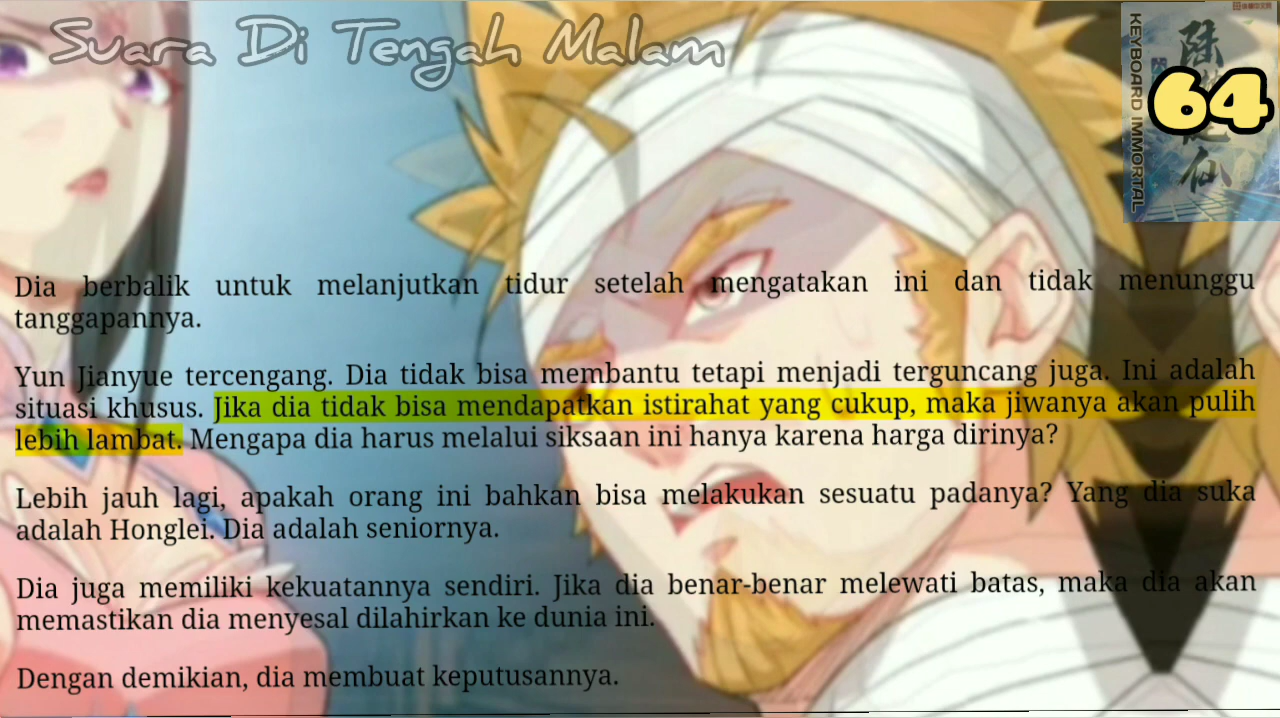 Suara Di Tengah Malam
KEYBOARD IMMORTAL
64
Dia berbalik untuk melanjutkan tidur setelah mengatakan ini dan tidak menunggu
tanggapannya.
Yun Jianyue tercengang. Dia tidak bisa membantu tetapi menjadi terguncang juga. Ini adalah
situasi khusus. Jika dia tidak bisa mendapatkan istirahat yang cukup, maka jiwanya akan pulih
lebih lambat. Mengapa dia harus melalui siksaan ini hanya karena harga dirinya?
Lebih jauh lagi, apakah orang ini bahkan bisa melakukan sesuatu padanya? Yang dia suka
adalah Honglei. Dia adalah seniornya.
Dia juga memiliki kekuatannya sendiri. Jika dia benar-benar melewati batas, maka dia akan
memastikan dia menyesal dilahirkan ke dunia ini.
Dengan demikian, dia membuat keputusannya.